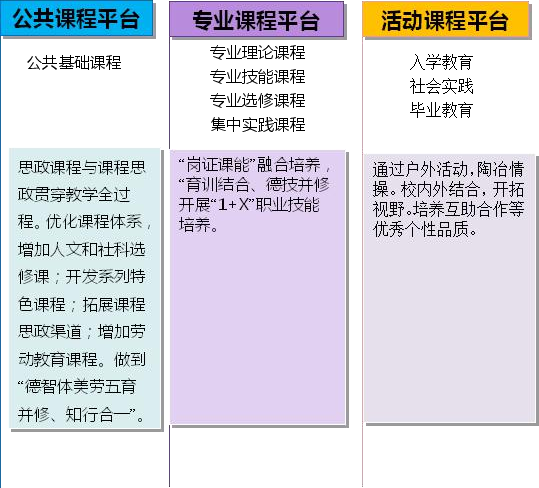 公共课程平台
公共基础课程
思政课程与课程思
政贯穿教学全过
程。优化课程体系，
增加人文和社科选
修课；开发系列特
色课程；拓展课程
思政渠道；增加劳
动教育课程。做到
“德智体美劳五育
并修、知行合一”。
专业课程平台
专业理论课程
专业技能课程
专业选修课程
集中实践课程
“岗证课能”融合培养，
“育训结合、德技并修
开展“1+X”职业技能
培养。
活动课程平台
入学教育
社会实践
毕业教育
通过户外活动，陶冶情
操。校内外结合，开拓
视野。培养互助合作等
优秀个性品质。